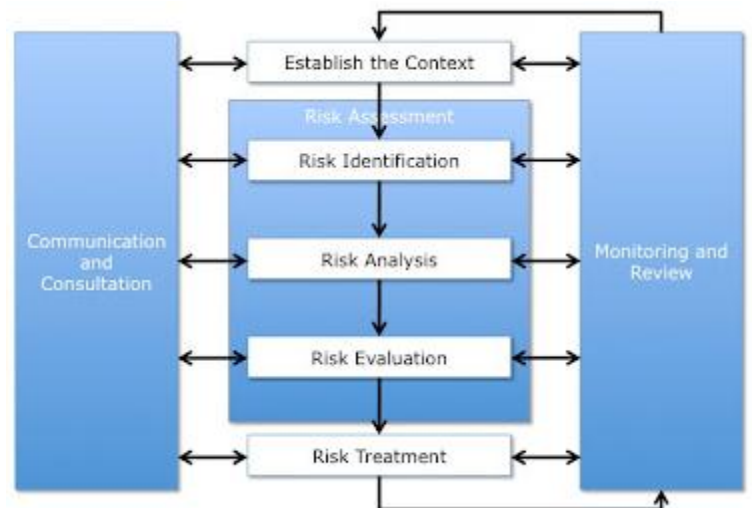 Establish the Context
Risk Assessment
Risk Identification
Communication
and
Consultation
Risk Analysis
Monitoring and
Review
Risk Evaluation
Risk Treatment